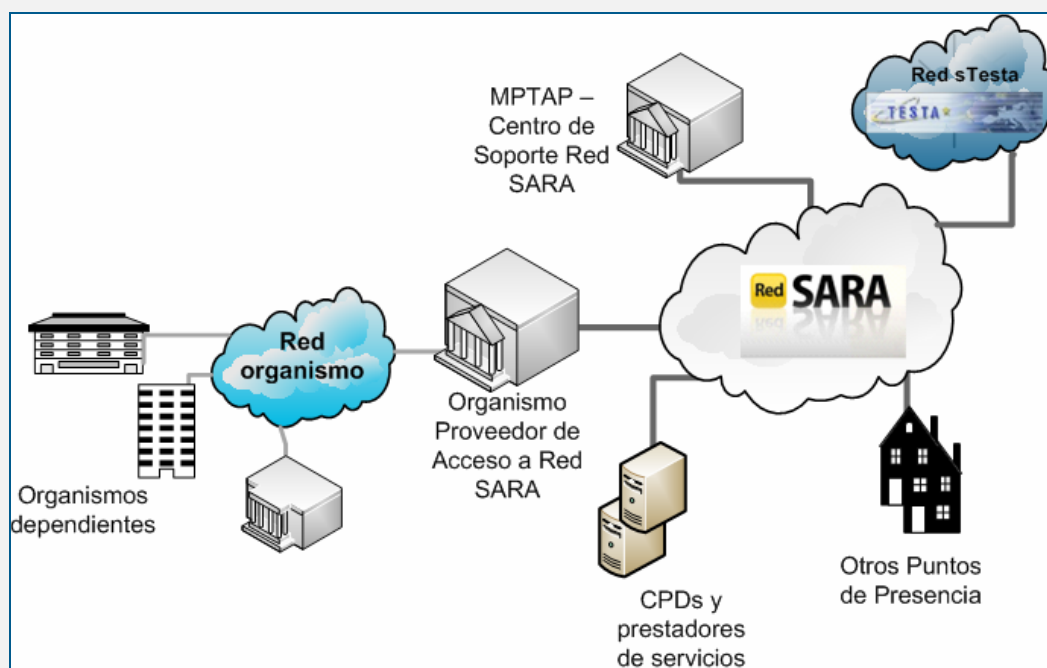 Red sTesta
TESTA
MPTAP –
Centro de
Soporte Red
SARA
Red SARA
Red
organismo
Organismo
Proveedor de
Acceso a Red
SARA
Organismos
dependientes
CPDs y
prestadores
de servicios
Otros Puntos
de Presencia